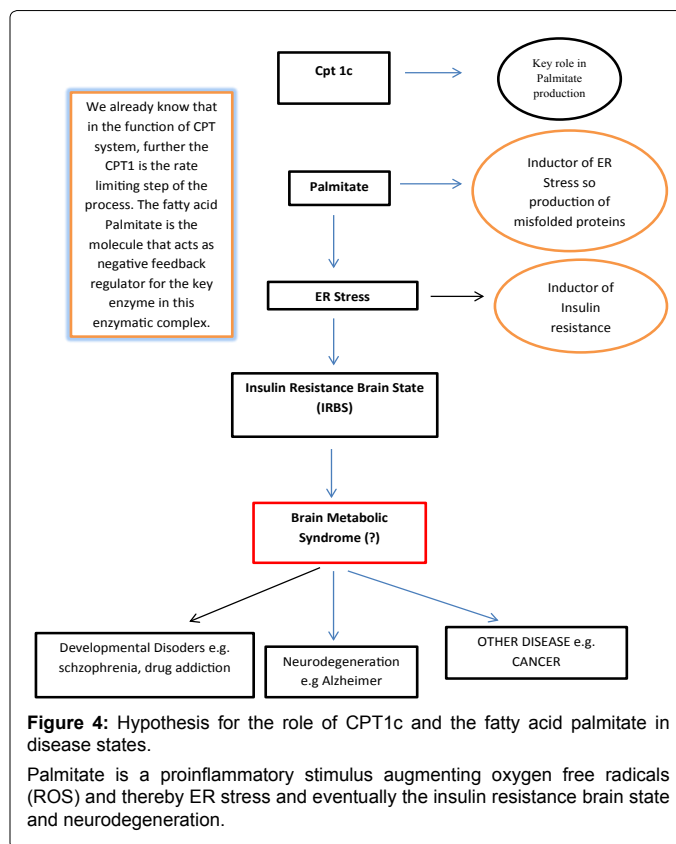 Cpt 1c
Key role in
Palmitate
production
We already know that
in the function of CPT
system, further the
CPT1 is the rate
limiting step of the
process. The fatty acid
Palmitate is the
molecule that acts as
negative feedback
regulator for the key
enzyme in this
enzymatic complex.
Palmitate
Inductor of ER
Stress so
production of
misfolded proteins
ER Stress
Inductor of
Insulin
resistance
Insulin Resistance Brain State
(IRBS)
Brain Metabolic
Syndrome (?)
Developmental Disorders e.g.
schzophrenia, drug addiction
Neurodegeneration
e.g Alzheimer
OTHER DISEASE e.g.
CANCER
Figure 4: Hypothesis for the role of CPT1c and the fatty acid palmitate in
disease states.
Palmitate is a proinflammatory stimulus augmenting oxygen free radicals
(ROS) and thereby ER stress and eventually the insulin resistance brain state
and neurodegeneration.